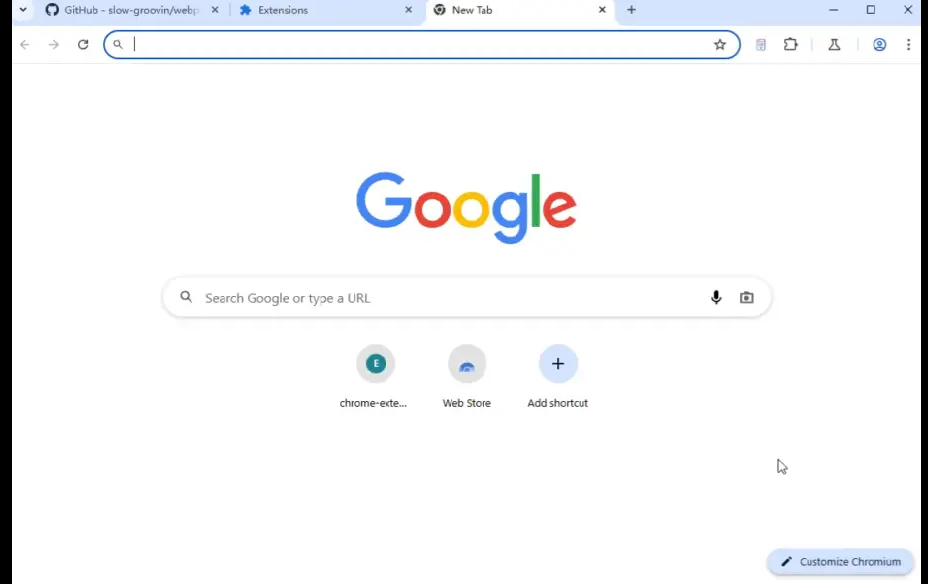 GitHub - slow-groovin/webp
Extensions
New Tab
Google
Search Google or type a URL
E
chrome-exte...
Web Store
Add shortcut
Customize Chromium